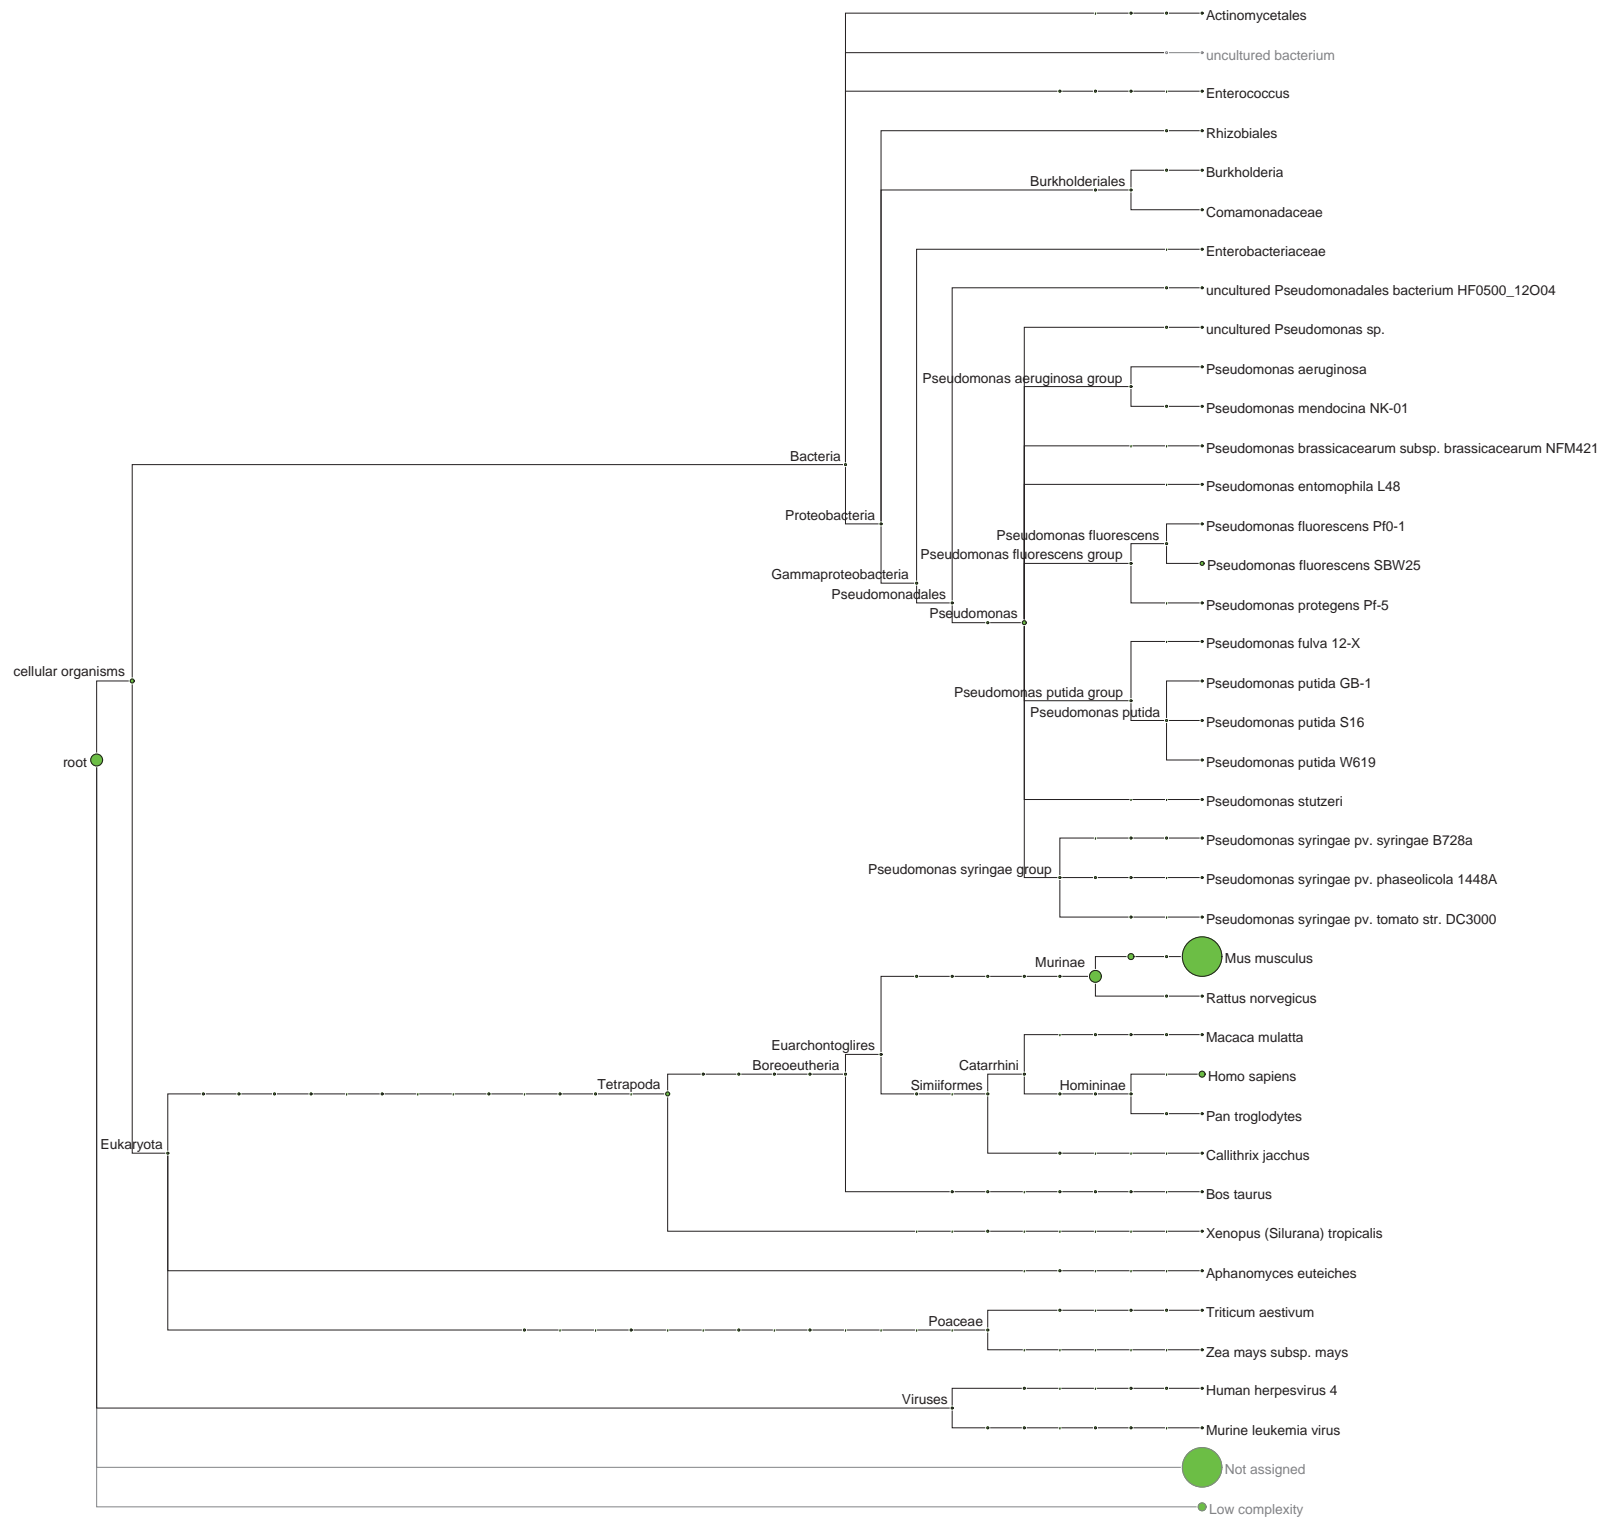 Actinomycetales
uncultured bacterium
Enterococcus
Rhizobiales
Burkholderia
Burkholderiales
Comamonadaceae
Enterobacteriaceae
uncultured Pseudomonadales bacterium HF0500_12O04
uncultured Pseudomonas sp.
Pseudomonas aeruginosa
Pseudomonas aeruginosa group
Pseudomonas mendocina NK-01
Pseudomonas brassicacearum subsp. brassicacearum NFM421
Bacteria
Pseudomonas entomophila L48
Proteobacteria
Pseudomonas fluorescens Pf0-1
Pseudomonas fluorescens
Pseudomonas fluorescens group
Pseudomonas fluorescens SBW25
Gammaproteobacteria
Pseudomonadales
Pseudomonas protegens Pf-5
Pseudomonas
Pseudomonas fulva 12-X
cellular organisms
Pseudomonas putida GB-1
Pseudomonas putida group
Pseudomonas putida
Pseudomonas putida S16
root
Pseudomonas putida W619
Pseudomonas stutzeri
Pseudomonas syringae pv. syringae B728a
Pseudomonas syringae group
Pseudomonas syringae pv. phaseolicola 1448A
Pseudomonas syringae pv. tomato str. DC3000
Mus musculus
Murinae
Rattus norvegicus
Macaca mulatta
Euarchontoglires
Boreoeutheria
Catarrhini
Homo sapiens
Tetrapoda
Simiiformes
Homininae
Pan troglodytes
Eukaryota
Callithrix jacchus
Bos taurus
Xenopus (Silurana) tropicalis
Aphanomyces euteiches
Triticum aestivum
Poaceae
Zea mays subsp. mays
Human herpesvirus 4
Viruses
Murine leukemia virus
Not assigned
Low complexity